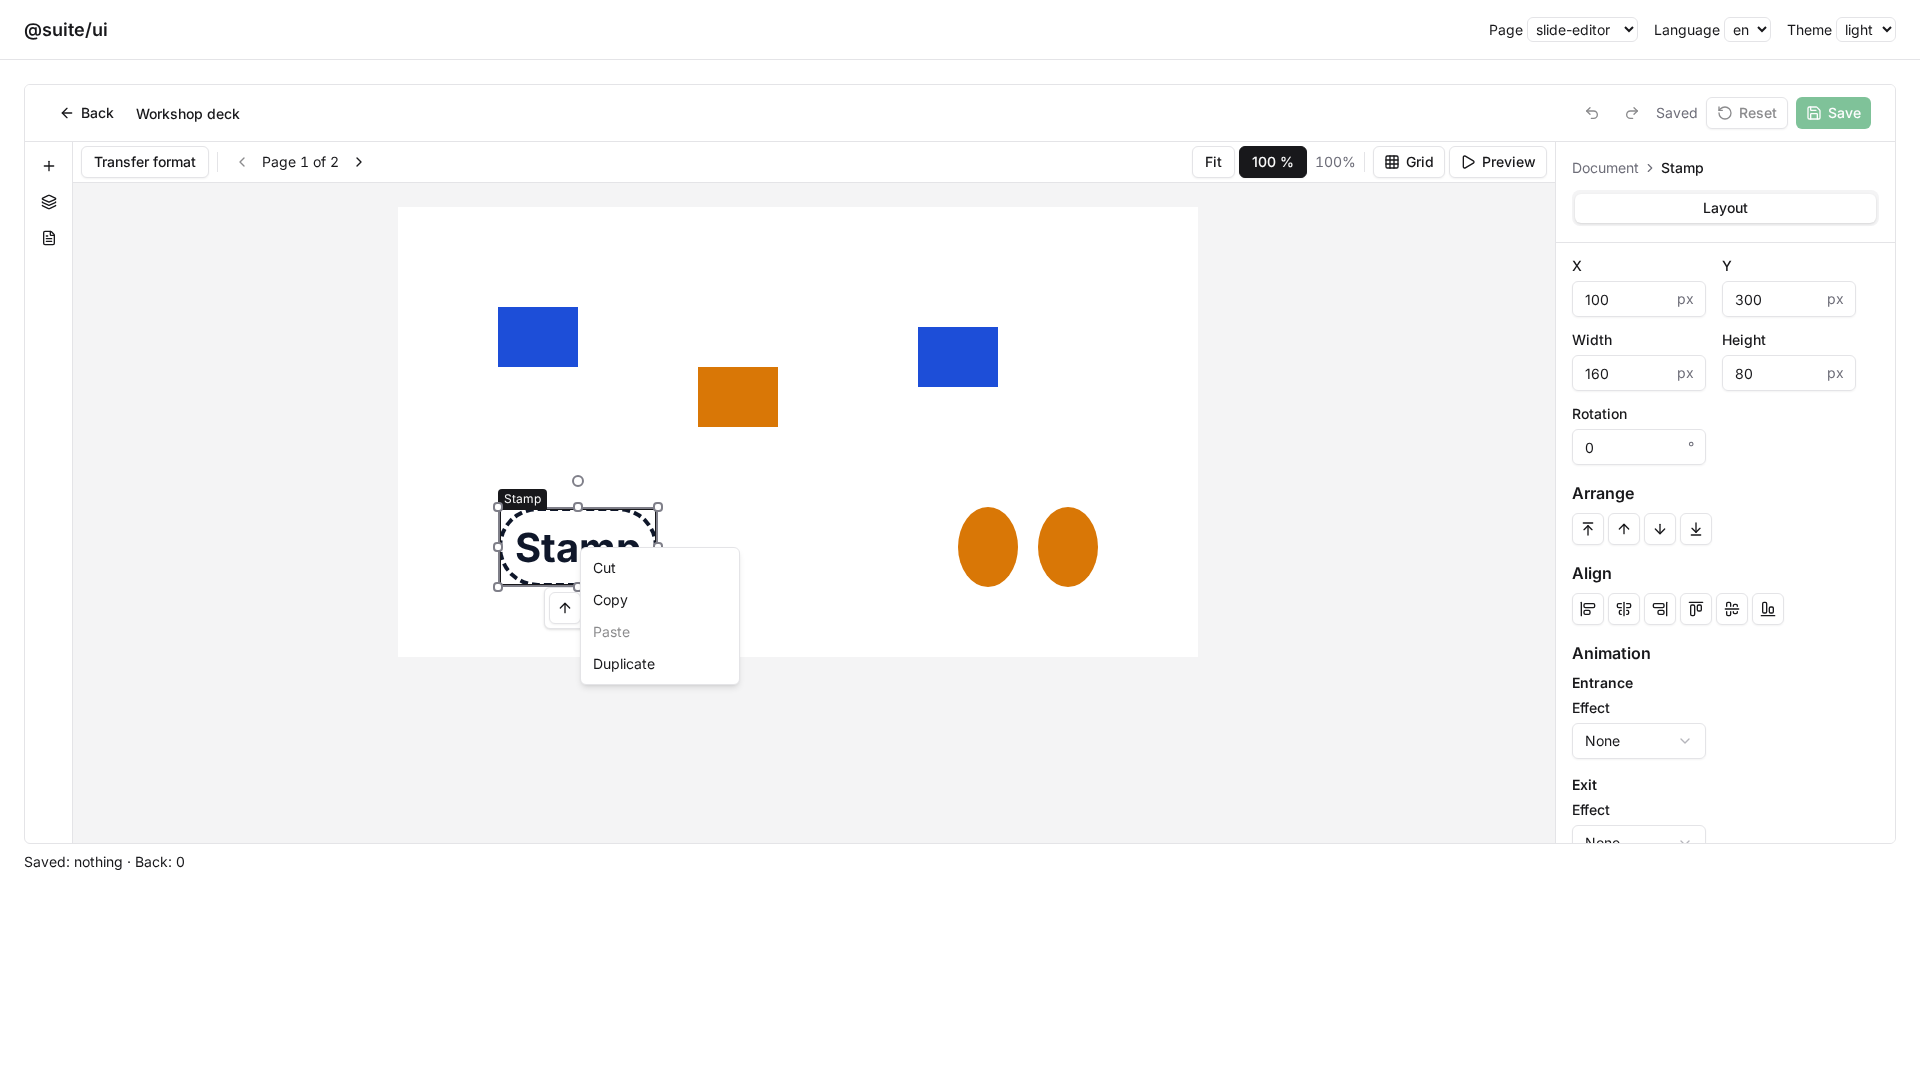 @suite/ui
Page slide-editor Language en Theme light
Back Workshop deck Saved Reset Save
Transfer format Page 1 of 2 Fit 100 % 100% Grid Preview
Document Stamp
Layout
X Y
100 px 300 px
Width Height
160 px 80 px
Rotation
0 °
Arrange
Align
Animation
Entrance
Effect
None
Exit
Effect
None
Stamp
Stamp
Cut
Copy
Paste
Duplicate
Saved: nothing · Back: 0